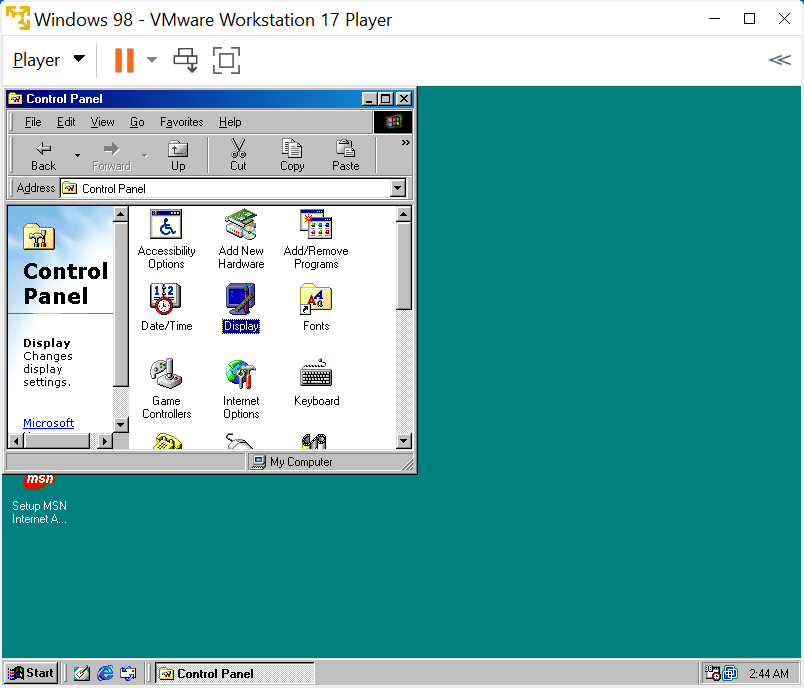 Windows 98 - VMware Workstation 17 Player
Player
Control Panel
File Edit View Go Favorites Help
Back Forward Up Cut Copy Paste
Address Control Panel
Control
Panel
Display
Changes
display
settings.
Microsoft
Accessibility
Options
Add New
Hardware
Add/Remove
Programs
Date/Time
Display
Fonts
Game
Controllers
Internet
Options
Keyboard
My Computer
msn
Setup MSN
Internet A...
Start
Control Panel
2:44 AM